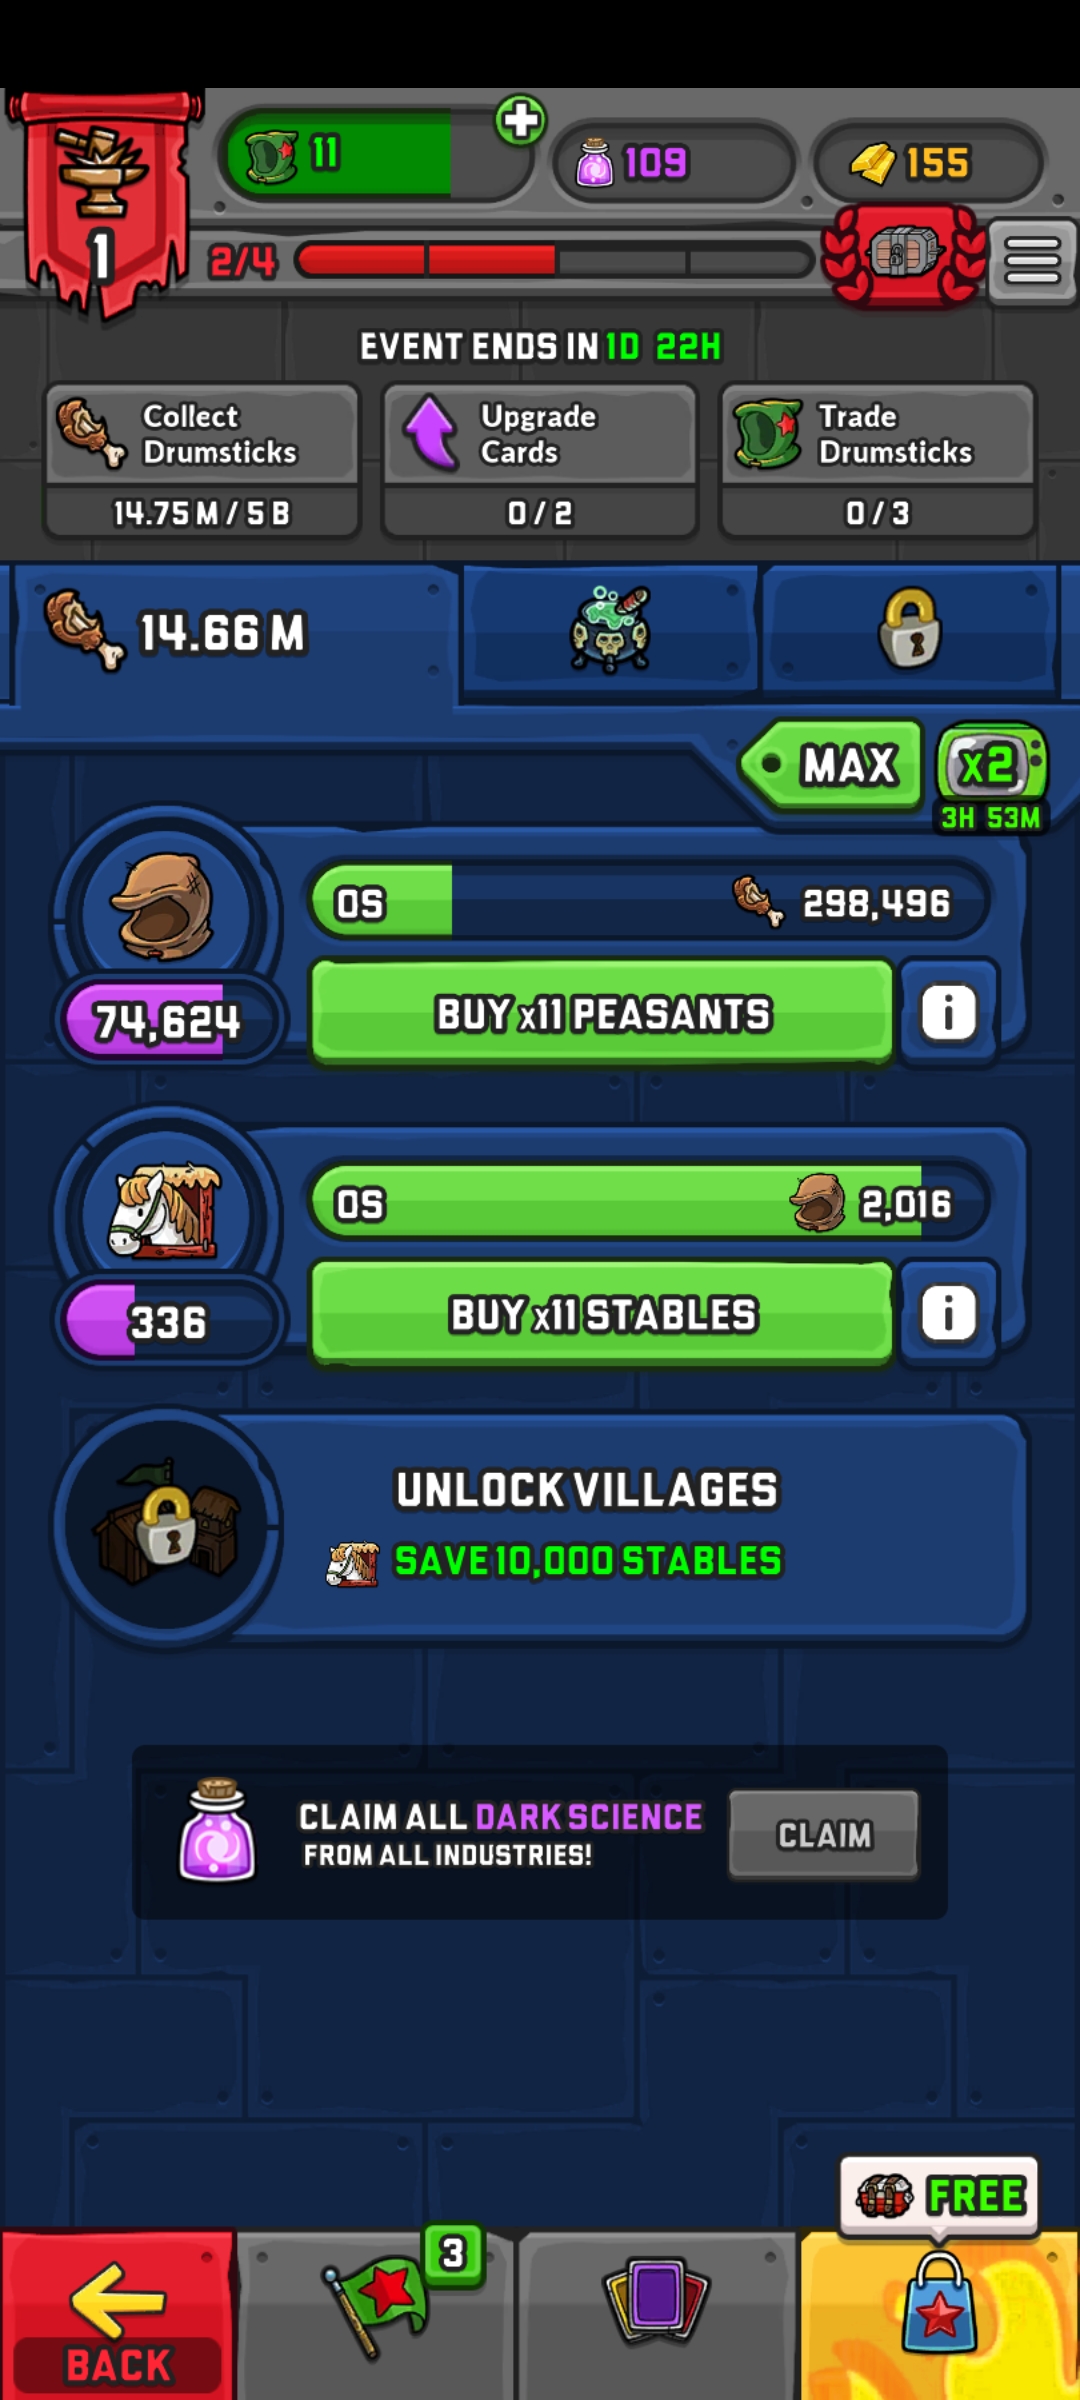 11
109
155
1
2/4
EVENT ENDS IN 1D 22H
Collect
Drumsticks
14.75 M / 5 B
Upgrade
Cards
0 / 2
Trade
Drumsticks
0 / 3
14.66 M
MAX
x2
3H 53M
0S
298,496
74,624
BUY x11 PEASANTS
i
0S
2,016
336
BUY x11 STABLES
i
UNLOCK VILLAGES
SAVE 10,000 STABLES
CLAIM ALL DARK SCIENCE
FROM ALL INDUSTRIES!
CLAIM
FREE
3
BACK